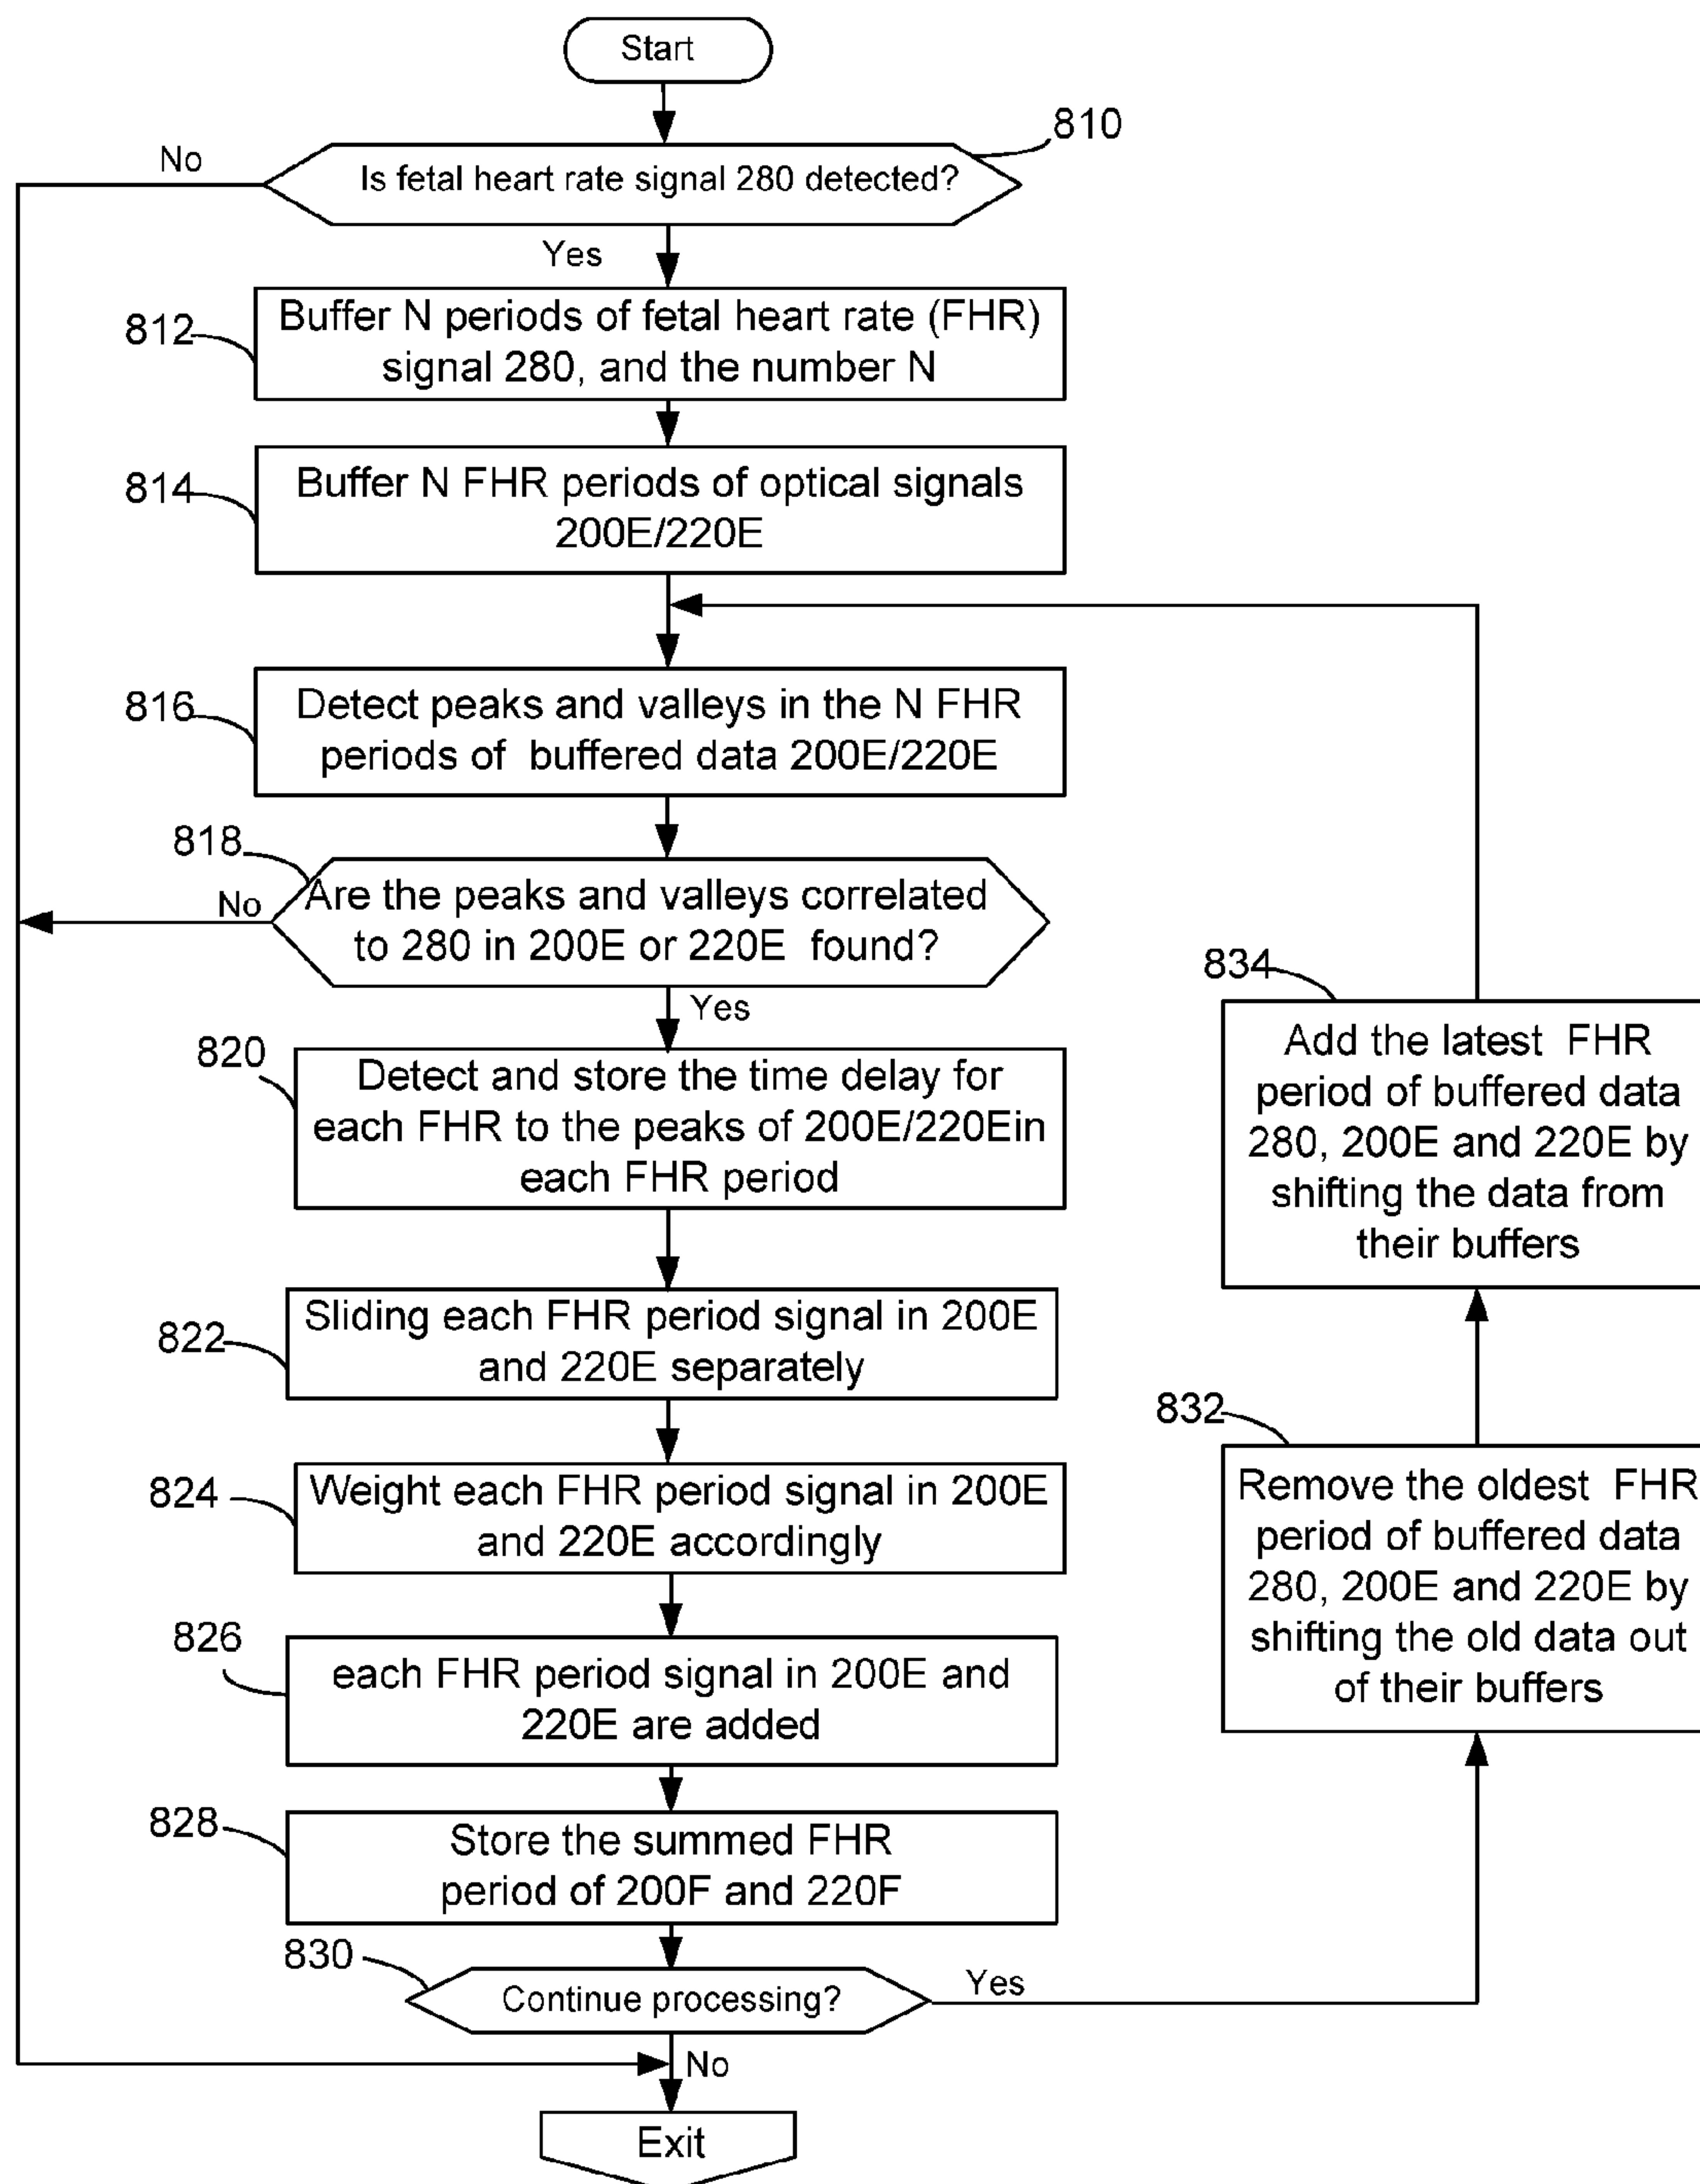 Start
810
No
Is fetal heart rate signal 280 detected?
Yes
812
Buffer N periods of fetal heart rate (FHR)
signal 280, and the number N
814
Buffer N FHR periods of optical signals
200E/220E
816
Detect peaks and valleys in the N FHR
periods of buffered data 200E/220E
818
No
Are the peaks and valleys correlated
to 280 in 200E or 220E found?
Yes
820
Detect and store the time delay for
each FHR to the peaks of 200E/220Ein
each FHR period
822
Sliding each FHR period signal in 200E
and 220E separately
824
Weight each FHR period signal in 200E
and 220E accordingly
826
each FHR period signal in 200E and
220E are added
828
Store the summed FHR
period of 200F and 220F
830
Continue processing?
Yes
No
Exit
832
Remove the oldest FHR
period of buffered data
280, 200E and 220E by
shifting the old data out
of their buffers
834
Add the latest FHR
period of buffered data
280, 200E and 220E by
shifting the data from
their buffers